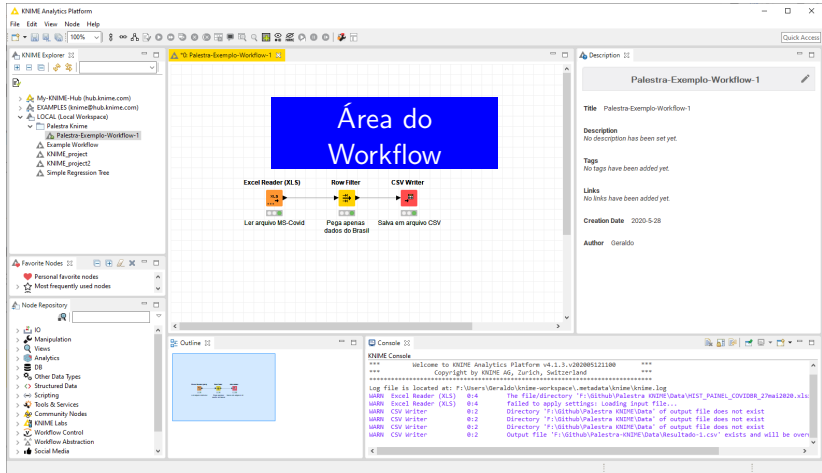 KNIME Analytics Platform
File Edit View Node Help
100%
Quick Access
KNIME Explorer
My-KNIME-Hub (hub.knime.com)
EXAMPLES (knime@hub.knime.com)
LOCAL (Local Workspace)
Palestra Knime
Palestra-Exemplo-Workflow-1
Example Workflow
KNIME_project
KNIME_project2
Simple Regression Tree
Favorite Nodes
Personal favorite nodes
Most frequently used nodes
Node Repository
IO
Manipulation
Views
Analytics
DB
Other Data Types
Structured Data
Scripting
Tools & Services
Community Nodes
KNIME Labs
Workflow Control
Workflow Abstraction
Social Media
*0: Palestra-Exemplo-Workflow-1
Área do
Workflow
Excel Reader (XLS) Row Filter CSV Writer
XLS
Ler arquivo MS-Covid Pega apenas Salva em arquivo CSV
dados do Brasil
Description
Palestra-Exemplo-Workflow-1
Title Palestra-Exemplo-Workflow-1
Description
No description has been set yet.
Tags
No tags have been added yet.
Links
No links have been added yet.
Creation Date 2020-5-28
Author Geraldo
Outline
Console
KNIME Console
*** Welcome to KNIME Analytics Platform v4.1.3.v202005121100 ***
*** Copyright by KNIME AG, Zurich, Switzerland ***
Log file is located at: F:\Users\Geraldo\knime-workspace\.metadata\knime\knime.log
WARN Excel Reader (XLS) 0:4 The file/directory 'F:\Github\Palestra KNIME\Data\HIST_PAINEL_COVIDBR_27mai2020.xls
WARN Excel Reader (XLS) 0:4 failed to apply settings: Loading input file...
WARN CSV Writer 0:2 Directory 'F:\Github\Palestra KNIME\Data' of output file does not exist
WARN CSV Writer 0:2 Directory 'F:\Github\Palestra KNIME\Data' of output file does not exist
WARN CSV Writer 0:2 Directory 'F:\Github\Palestra KNIME\Data' of output file does not exist
WARN CSV Writer 0:2 Output file 'F:\Github\Palestra-KNIME\Data\Resultado-1.csv' exists and will be over